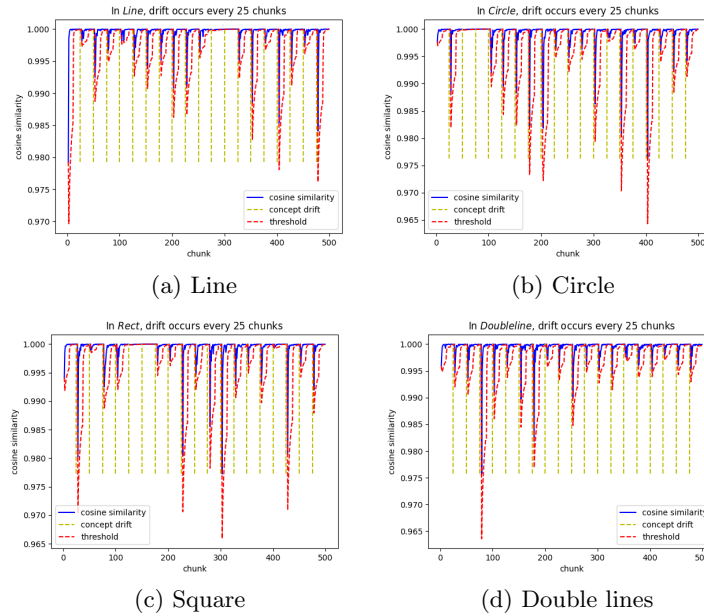 In Line, drift occurs every 25 chunks
1.000
0.995
0.990
0.985
0.980
0.975
0.970
cosine similarity
0
100
200
300
400
500
chunk
cosine similarity
concept drift
threshold
(a) Line
In Circle, drift occurs every 25 chunks
1.000
0.995
0.990
0.985
0.980
0.975
0.970
0.965
cosine similarity
0
100
200
300
400
500
chunk
cosine similarity
concept drift
threshold
(b) Circle
In Rect, drift occurs every 25 chunks
1.000
0.995
0.990
0.985
0.980
0.975
0.970
0.965
cosine similarity
0
100
200
300
400
500
chunk
cosine similarity
concept drift
threshold
(c) Square
In Doubleline, drift occurs every 25 chunks
1.000
0.995
0.990
0.985
0.980
0.975
0.970
0.965
cosine similarity
0
100
200
300
400
500
chunk
cosine similarity
concept drift
threshold
(d) Double lines